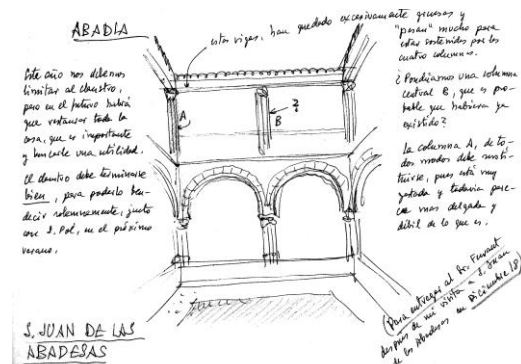 ABADIA
estas vigas, han quedado excesivamente gruesas y
"pesan" mucho para
estar sostenidas por las
cuatro columnas.
Este año nos debemos
limitar al claustro,
pero en el futuro habrá
que restaurar toda la
casa, que es importante
y buscarle una utilidad.
El claustro debe terminarse
bien, para poderlo ben-
decir solemnemente, junto
con S. Pol, en el próximo
verano.
A
?
B
¿Pondríamos una columna
central B, que es pro-
bable que hubiera ya
existido?
La columna A, de to-
dos modos debe susti-
tuirse, pues está muy
gastada y todavía pare-
ce más delgada y
débil de lo que es.
S. JUAN DE LAS
ABADESAS
(Para entregar al Sr. Ferrant
después de mi visita a S. Juan
de las Abadesas en Diciembre